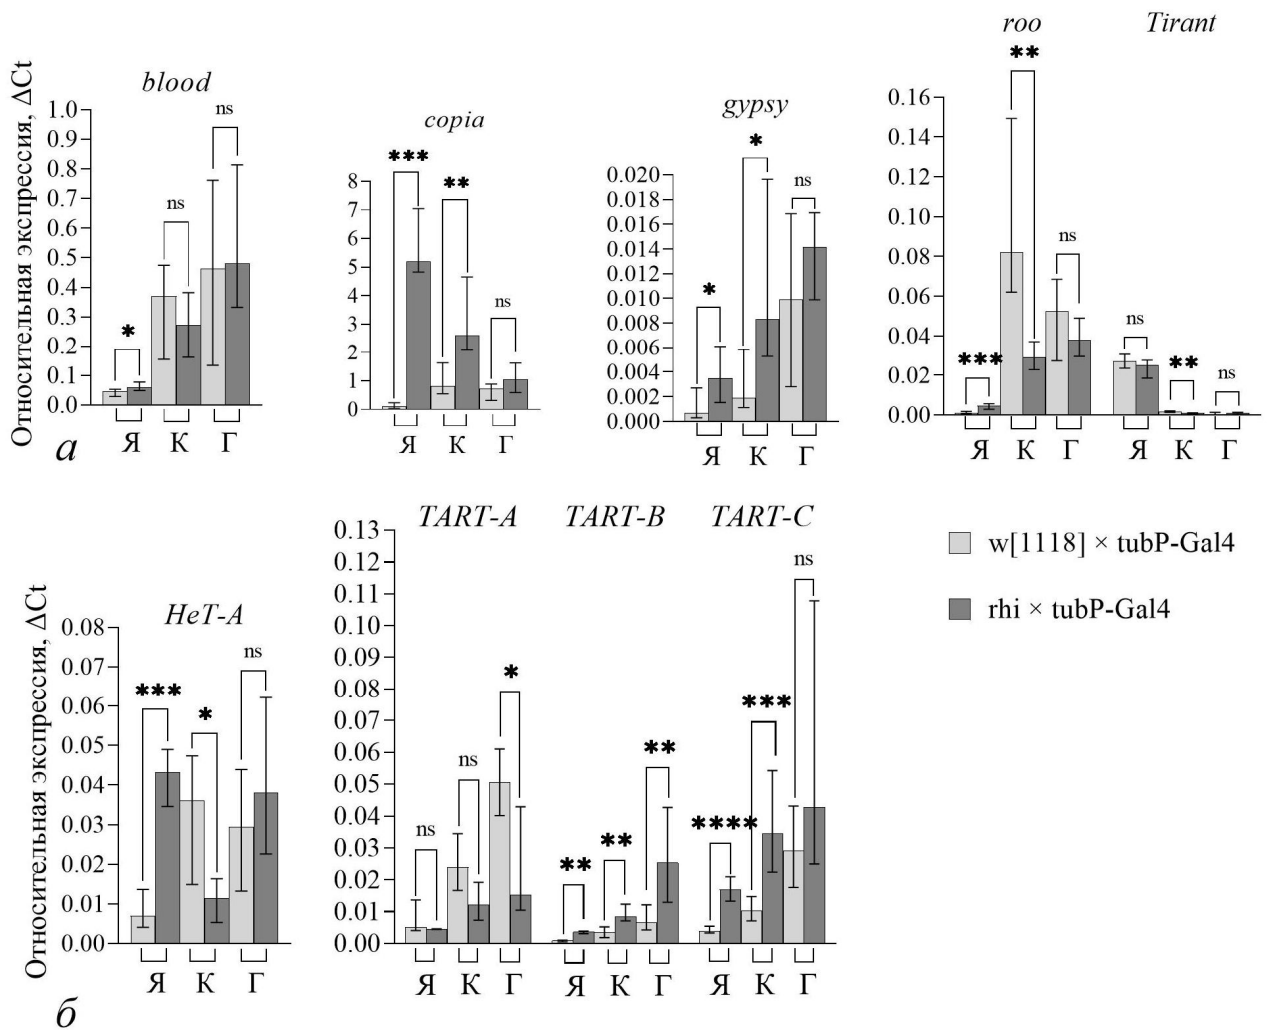 Относительная экспрессия, ΔCt
blood
1.0
0.9
0.8
0.7
0.6
0.5
0.4
0.3
0.2
0.1
0.0
*
ns
ns
Я К Г
copia
8
7
6
5
4
3
2
1
0
***
**
ns
Я К Г
gypsy
0.020
0.018
0.016
0.014
0.012
0.010
0.008
0.006
0.004
0.002
0.000
*
*
ns
Я К Г
roo Tirant
0.16
0.14
0.12
0.10
0.08
0.06
0.04
0.02
0.00
***
**
ns
ns
**
ns
Я К Г Я К Г
а
Относительная экспрессия, ΔCt
HeT-A
0.08
0.07
0.06
0.05
0.04
0.03
0.02
0.01
0.00
***
*
ns
Я К Г
TART-A TART-B TART-C
0.13
0.12
0.11
0.10
0.09
0.08
0.07
0.06
0.05
0.04
0.03
0.02
0.01
0.00
ns
ns
*
**
**
**
****
***
ns
Я К Г Я К Г Я К Г
w[1118] × tubP-Gal4
rhi × tubP-Gal4
б